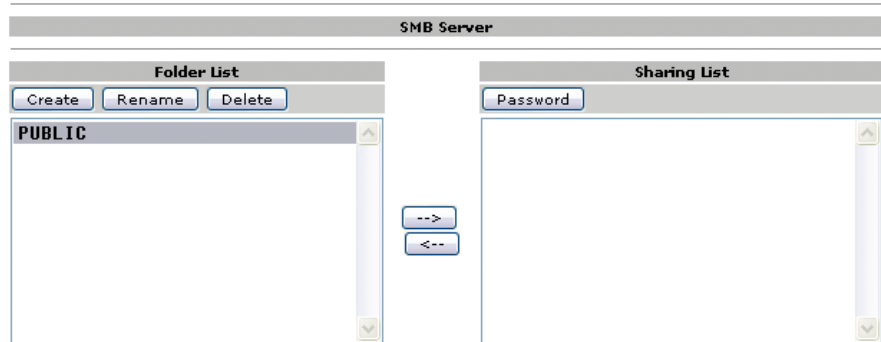 SMB Server
Folder List
Sharing List
Create Rename Delete
Password
PUBLIC
-->
<--